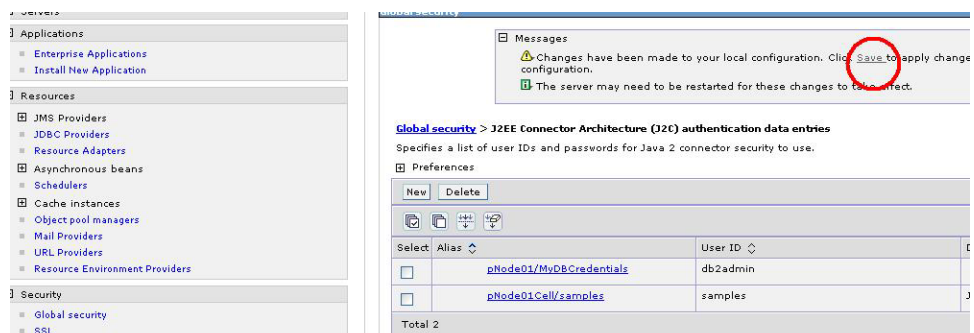 Servers
Applications
Enterprise Applications
Install New Application
Resources
JMS Providers
JDBC Providers
Resource Adapters
Asynchronous beans
Schedulers
Cache instances
Object pool managers
Mail Providers
URL Providers
Resource Environment Providers
Security
Global security
SSL
Global security
Messages
Changes have been made to your local configuration. Click Save to apply change
configuration.
The server may need to be restarted for these changes to take effect.
Global security > J2EE Connector Architecture (J2C) authentication data entries
Specifies a list of user IDs and passwords for Java 2 connector security to use.
Preferences
New Delete
Select Alias User ID D
pNode01/MyDBCredentials db2admin
pNode01Cell/samples samples J
Total 2